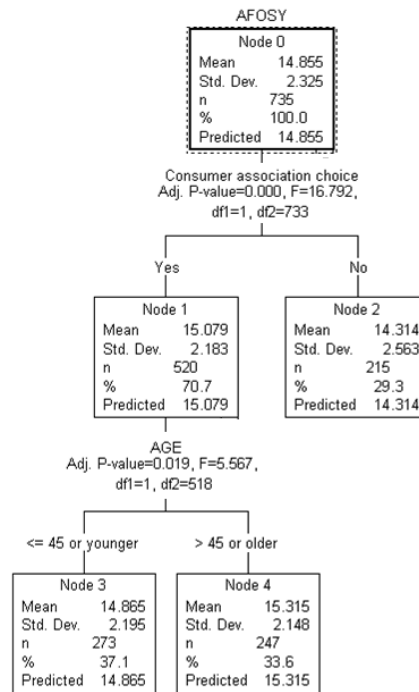 AFOSY
Node 0
Mean 14.855
Std. Dev. 2.325
n 735
% 100.0
Predicted 14.855
Consumer association choice
Adj. P-value=0.000, F=16.792,
df1=1, df2=733
Yes
No
Node 1
Mean 15.079
Std. Dev. 2.183
n 520
% 70.7
Predicted 15.079
Node 2
Mean 14.314
Std. Dev. 2.563
n 215
% 29.3
Predicted 14.314
AGE
Adj. P-value=0.019, F=5.567,
df1=1, df2=518
<= 45 or younger
> 45 or older
Node 3
Mean 14.865
Std. Dev. 2.195
n 273
% 37.1
Predicted 14.865
Node 4
Mean 15.315
Std. Dev. 2.148
n 247
% 33.6
Predicted 15.315